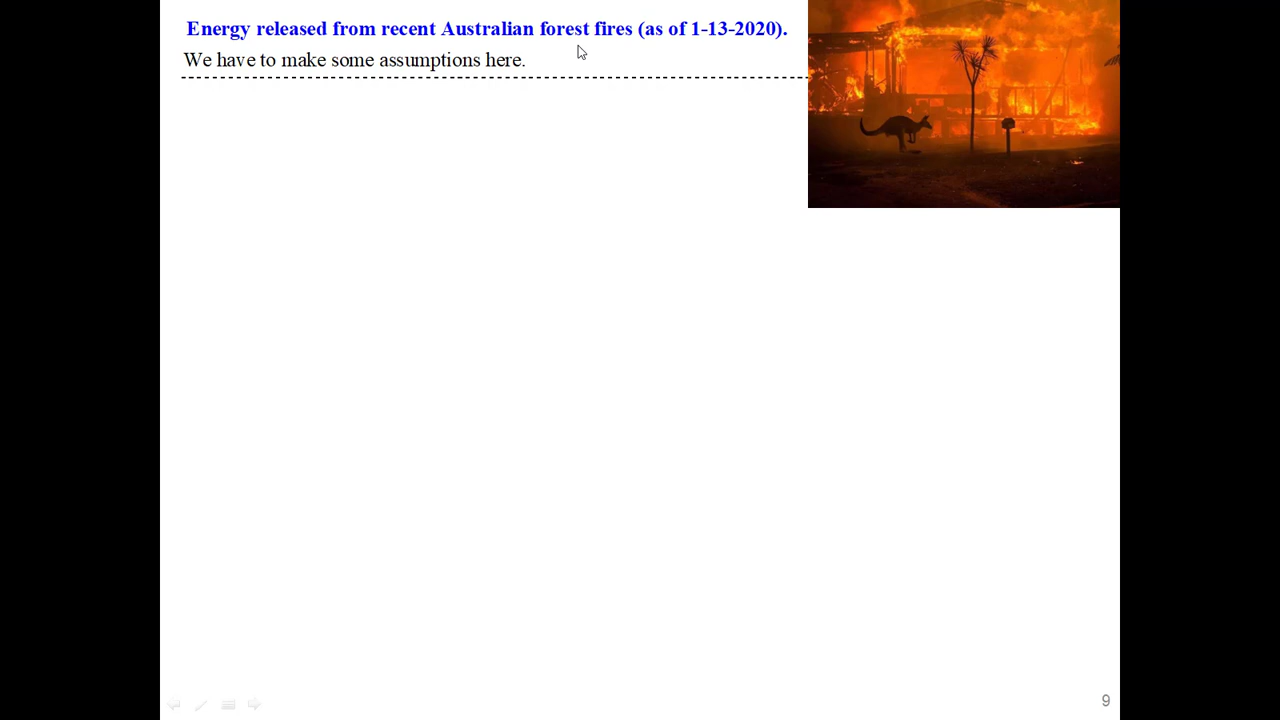 Energy released from recent Australian forest fires (as of 1-13-2020).
We have to make some assumptions here.
9